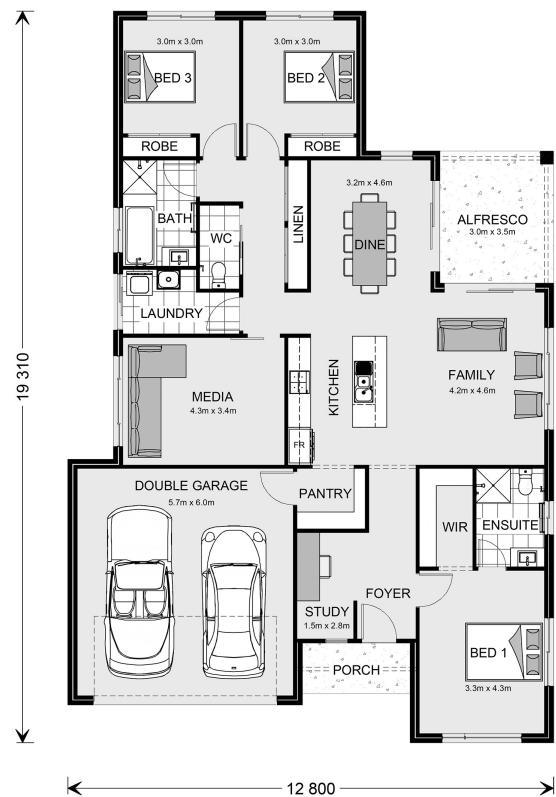 3.0m x 3.0m
BED 3
3.0m x 3.0m
BED 2
ROBE
ROBE
BATH
WC
LINEN
3.2m x 4.6m
DINE
ALFRESCO
3.0m x 3.5m
LAUNDRY
19 310
MEDIA
4.3m x 3.4m
KITCHEN
FR
FAMILY
4.2m x 4.6m
DOUBLE GARAGE
5.7m x 6.0m
PANTRY
WIR
ENSUITE
STUDY
1.5m x 2.8m
FOYER
PORCH
BED 1
3.3m x 4.3m
12 800